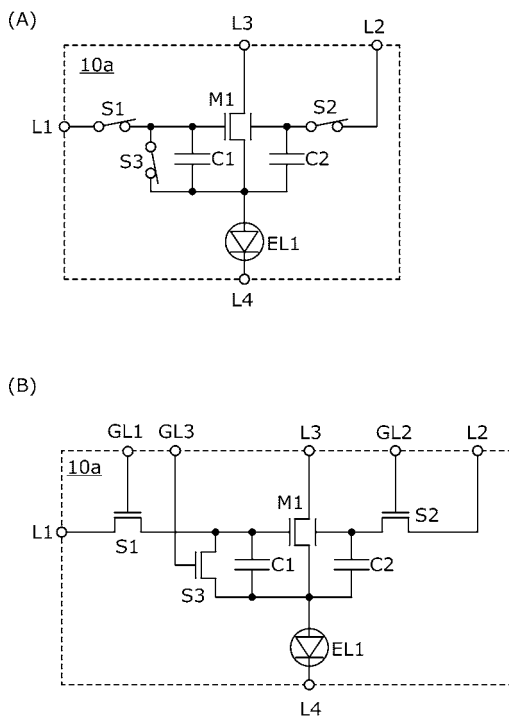 (A)
L3 L2
10a
M1
S1 S2
L1
S3 C1 C2
EL1
L4
(B)
GL1 GL3 L3 GL2 L2
10a
M1
L1 S1 S2
S3 C1 C2
EL1
L4